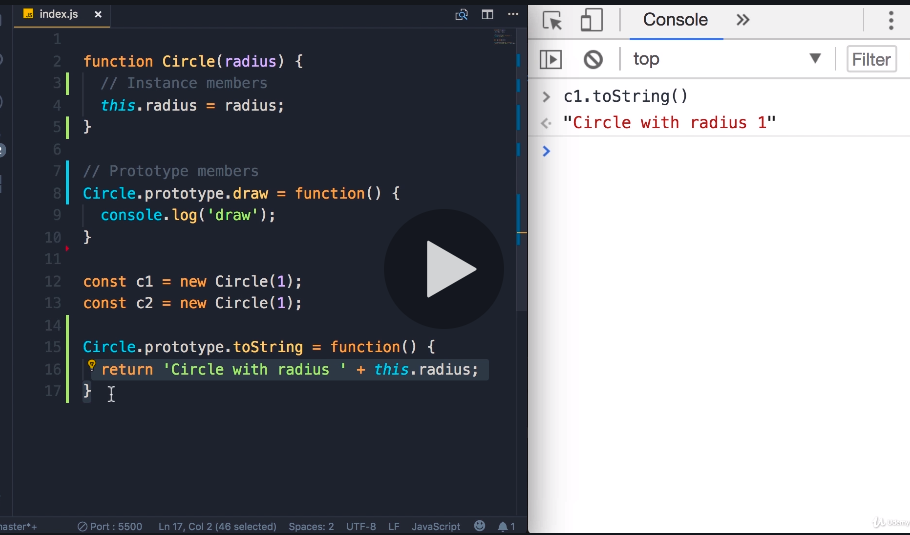 index.js
Console
top
Filter
1
2 function Circle(radius) {
3 // Instance members
4 this.radius = radius;
5 }
6
7 // Prototype members
8 Circle.prototype.draw = function() {
9 console.log('draw');
10 }
11
12 const c1 = new Circle(1);
13 const c2 = new Circle(1);
14
15 Circle.prototype.toString = function() {
16 return 'Circle with radius ' + this.radius;
17 }
c1.toString()
"Circle with radius 1"
master*+ Port : 5500 Ln 17, Col 2 (46 selected) Spaces: 2 UTF-8 LF JavaScript 1
Udemy